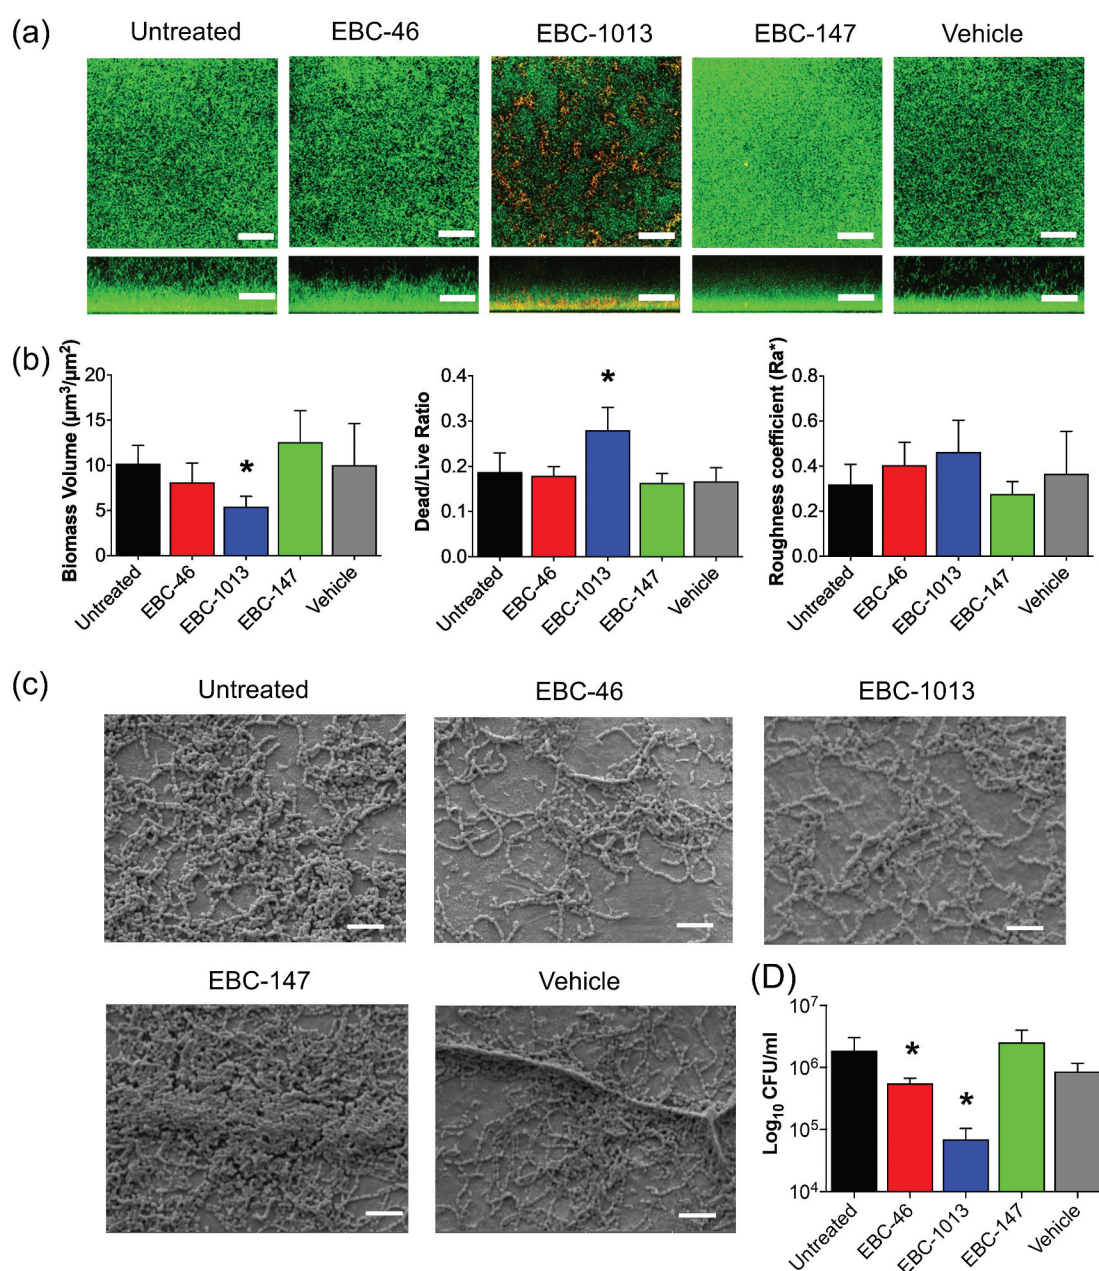 (a)
Untreated EBC-46 EBC-1013 EBC-147 Vehicle
(b)
Biomass Volume (µm³/µm²)
20
15
10
5
0
Untreated
EBC-46
EBC-1013
EBC-147
Vehicle
Dead/Live Ratio
0.4
0.3
0.2
0.1
0.0
*
Untreated
EBC-46
EBC-1013
EBC-147
Vehicle
Roughness coefficient (Ra*)
0.8
0.6
0.4
0.2
0.0
*
Untreated
EBC-46
EBC-1013
EBC-147
Vehicle
(c)
Untreated EBC-46 EBC-1013
EBC-147 Vehicle
(D)
Log₁₀ CFU/ml
10⁷
10⁶
10⁵
10⁴
*
*
Untreated
EBC-46
EBC-1013
EBC-147
Vehicle